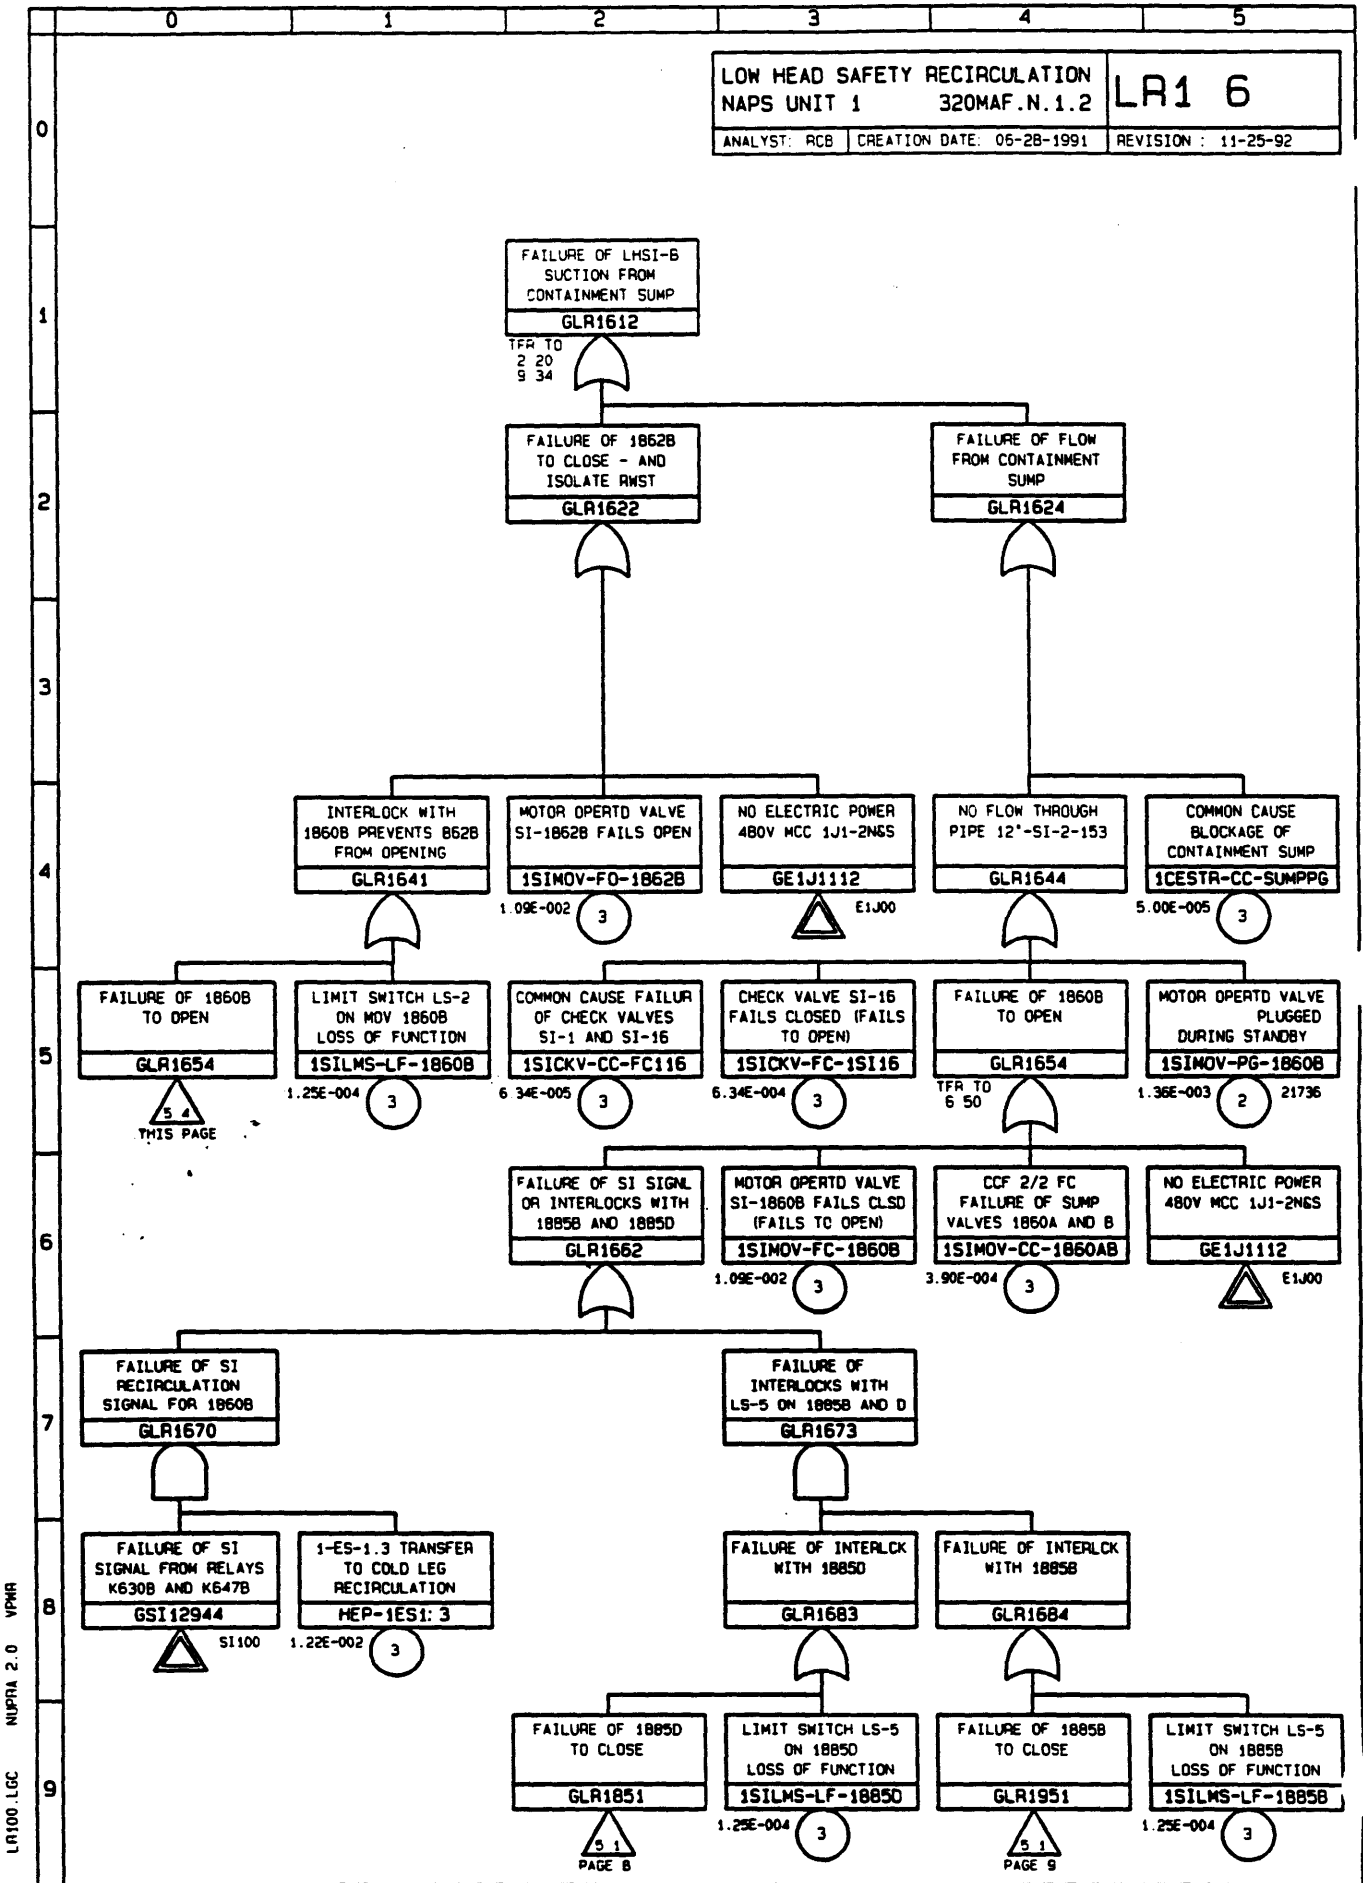 0 1 2 3 4 5
LOW HEAD SAFETY RECIRCULATION
NAPS UNIT 1 320MAF.N.1.2
LR1 6
ANALYST: RCB CREATION DATE: 06-28-1991 REVISION : 11-25-92
0
FAILURE OF LHSI-B
SUCTION FROM
CONTAINMENT SUMP
GLR1612
1
TFR TO
2 20
9 34
FAILURE OF 1862B
TO CLOSE - AND
ISOLATE RWST
GLR1622
FAILURE OF FLOW
FROM CONTAINMENT
SUMP
GLR1624
2
3
INTERLOCK WITH
1860B PREVENTS 862B
FROM OPENING
GLR1641
MOTOR OPERTD VALVE
SI-1862B FAILS OPEN
1SIMOV-FO-1862B
1.09E-002
3
NO ELECTRIC POWER
480V MCC 1J1-2N&S
GE1J1112
E1J00
NO FLOW THROUGH
PIPE 12"-SI-2-153
GLR1644
COMMON CAUSE
BLOCKAGE OF
CONTAINMENT SUMP
1CESTR-CC-SUMPPG
5.00E-005
3
4
FAILURE OF 1860B
TO OPEN
GLR1654
5 4
THIS PAGE
LIMIT SWITCH LS-2
ON MOV 1860B
LOSS OF FUNCTION
1SILMS-LF-1860B
1.25E-004
3
COMMON CAUSE FAILUR
OF CHECK VALVES
SI-1 AND SI-16
1SICKV-CC-FC116
6.34E-005
3
CHECK VALVE SI-16
FAILS CLOSED (FAILS
TO OPEN)
1SICKV-FC-1SI16
6.34E-004
3
FAILURE OF 1860B
TO OPEN
GLR1654
TFR TO
6 50
MOTOR OPERTD VALVE
PLUGGED
DURING STANDBY
1SIMOV-PG-1860B
1.36E-003
2
21736
5
FAILURE OF SI SIGNL
OR INTERLOCKS WITH
1885B AND 1885D
GLR1662
MOTOR OPERTD VALVE
SI-1860B FAILS CLSD
(FAILS TO OPEN)
1SIMOV-FC-1860B
1.09E-002
3
CCF 2/2 FC
FAILURE OF SUMP
VALVES 1860A AND B
1SIMOV-CC-1860AB
3.90E-004
3
NO ELECTRIC POWER
480V MCC 1J1-2N&S
GE1J1112
E1J00
6
FAILURE OF SI
RECIRCULATION
SIGNAL FOR 1860B
GLR1670
FAILURE OF
INTERLOCKS WITH
LS-5 ON 1885B AND D
GLR1673
7
FAILURE OF SI
SIGNAL FROM RELAYS
K630B AND K647B
GSI12944
SI100
1-ES-1.3 TRANSFER
TO COLD LEG
RECIRCULATION
HEP-1ES1:3
1.22E-002
3
FAILURE OF INTERLCK
WITH 1885D
GLR1683
FAILURE OF INTERLCK
WITH 1885B
GLR1684
8
FAILURE OF 1885D
TO CLOSE
GLR1851
5 1
PAGE 8
LIMIT SWITCH LS-5
ON 1885D
LOSS OF FUNCTION
1SILMS-LF-1885D
1.25E-004
3
FAILURE OF 1885B
TO CLOSE
GLR1951
5 1
PAGE 9
LIMIT SWITCH LS-5
ON 1885B
LOSS OF FUNCTION
1SILMS-LF-1885B
1.25E-004
3
9
LR100.LGC NUPRA 2.0 VPWR